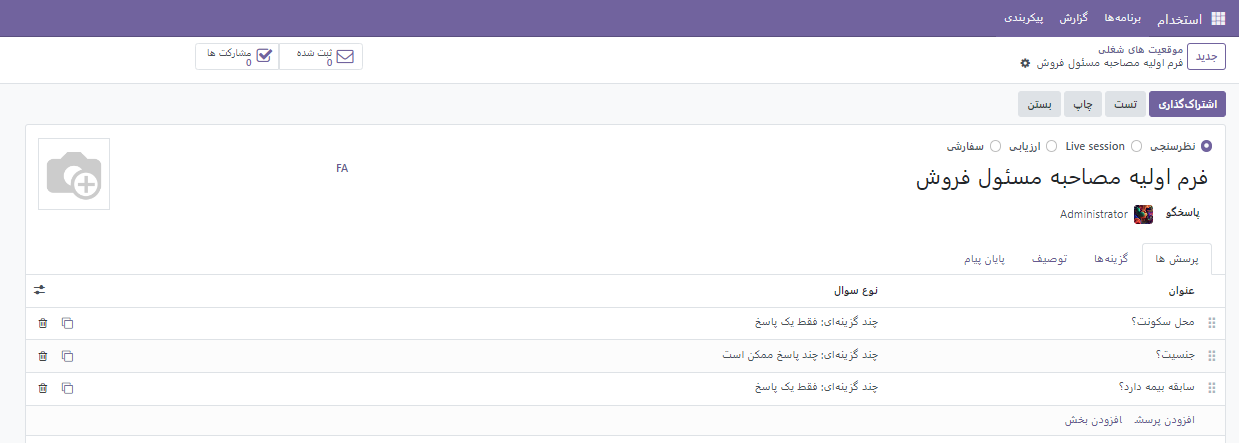 استخدام برنامه‌ها گزارش پیکربندی
جدید
موقعیت های شغلی
فرم اولیه مصاحبه مسئول فروش
ثبت شده
0
مشارکت ها
0
اشتراک‌گذاری تست چاپ بستن
نظرسنجی Live session ارزیابی سفارشی
فرم اولیه مصاحبه مسئول فروش
FA
پاسخگو Administrator
پرسش ها گزینه‌ها توصیف پایان پیام
عنوان نوع سوال
محل سکونت؟ چند گزینه‌ای: فقط یک پاسخ
جنسیت؟ چند گزینه‌ای: چند پاسخ ممکن است
سابقه بیمه دارد؟ چند گزینه‌ای: فقط یک پاسخ
افزودن پرسش افزودن بخش